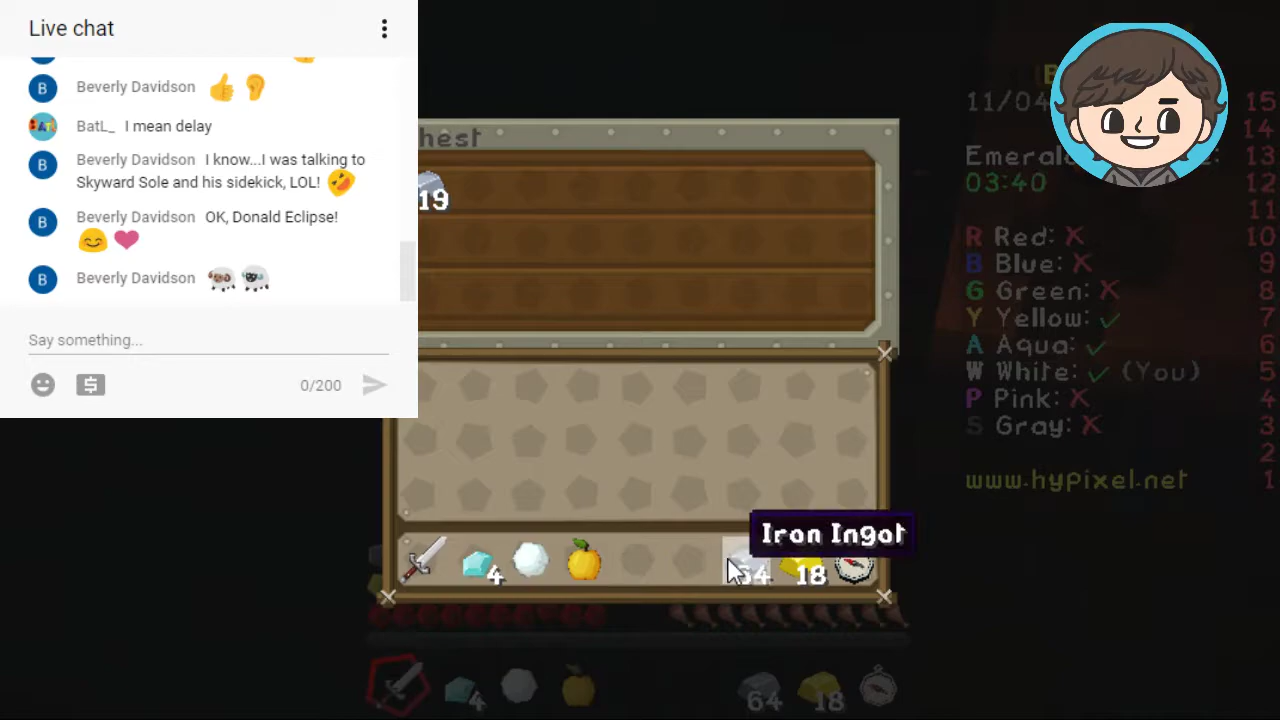 Live chat
Beverly Davidson
BatL_ I mean delay
Beverly Davidson I know...I was talking to
Skyward Sole and his sidekick, LOL!
Beverly Davidson OK, Donald Eclipse!
Beverly Davidson
Say something...
0/200
hest
19
Iron Ingot
4
64
18
4
64
18
B
11/04
15
14
Emeral
:
13
03:40
12
11
R Red: ✗
10
B Blue: ✗
9
G Green: ✗
8
Y Yellow: ✓
7
A Aqua: ✓
6
W White: ✓ (You)
5
P Pink: ✗
4
S Gray: ✗
3
2
www.hypixel.net
1